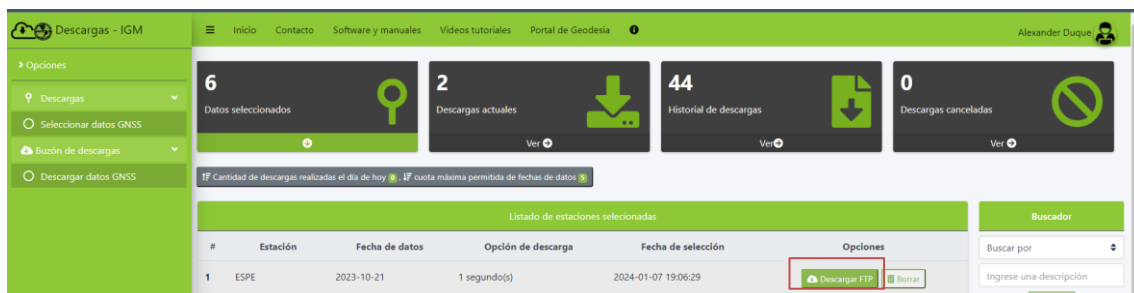 Descargas - IGM
Inicio Contacto Software y manuales Videos tutoriales Portal de Geodesia
Alexander Duque
Opciones
Descargas
Seleccionar datos GNSS
Buzón de descargas
Descargar datos GNSS
6
Datos seleccionados
2
Descargas actuales
Ver
44
Historial de descargas
Ver
0
Descargas canceladas
Ver
Cantidad de descargas realizadas el día de hoy 0 , cuota máxima permitida de fechas de datos 5
Listado de estaciones selecionadas
# Estación Fecha de datos Opción de descarga Fecha de selección Opciones
1 ESPE 2023-10-21 1 segundo(s) 2024-01-07 19:06:29 Descargar FTP Borrar
Buscador
Buscar por
Ingrese una descripción